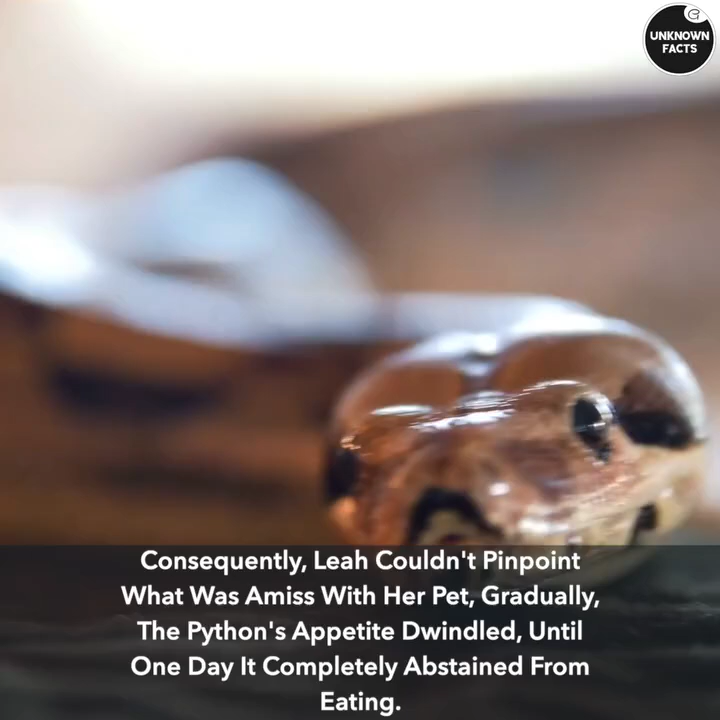 UNKNOWN
FACTS
Consequently, Leah Couldn't Pinpoint
What Was Amiss With Her Pet, Gradually,
The Python's Appetite Dwindled, Until
One Day It Completely Abstained From
Eating.